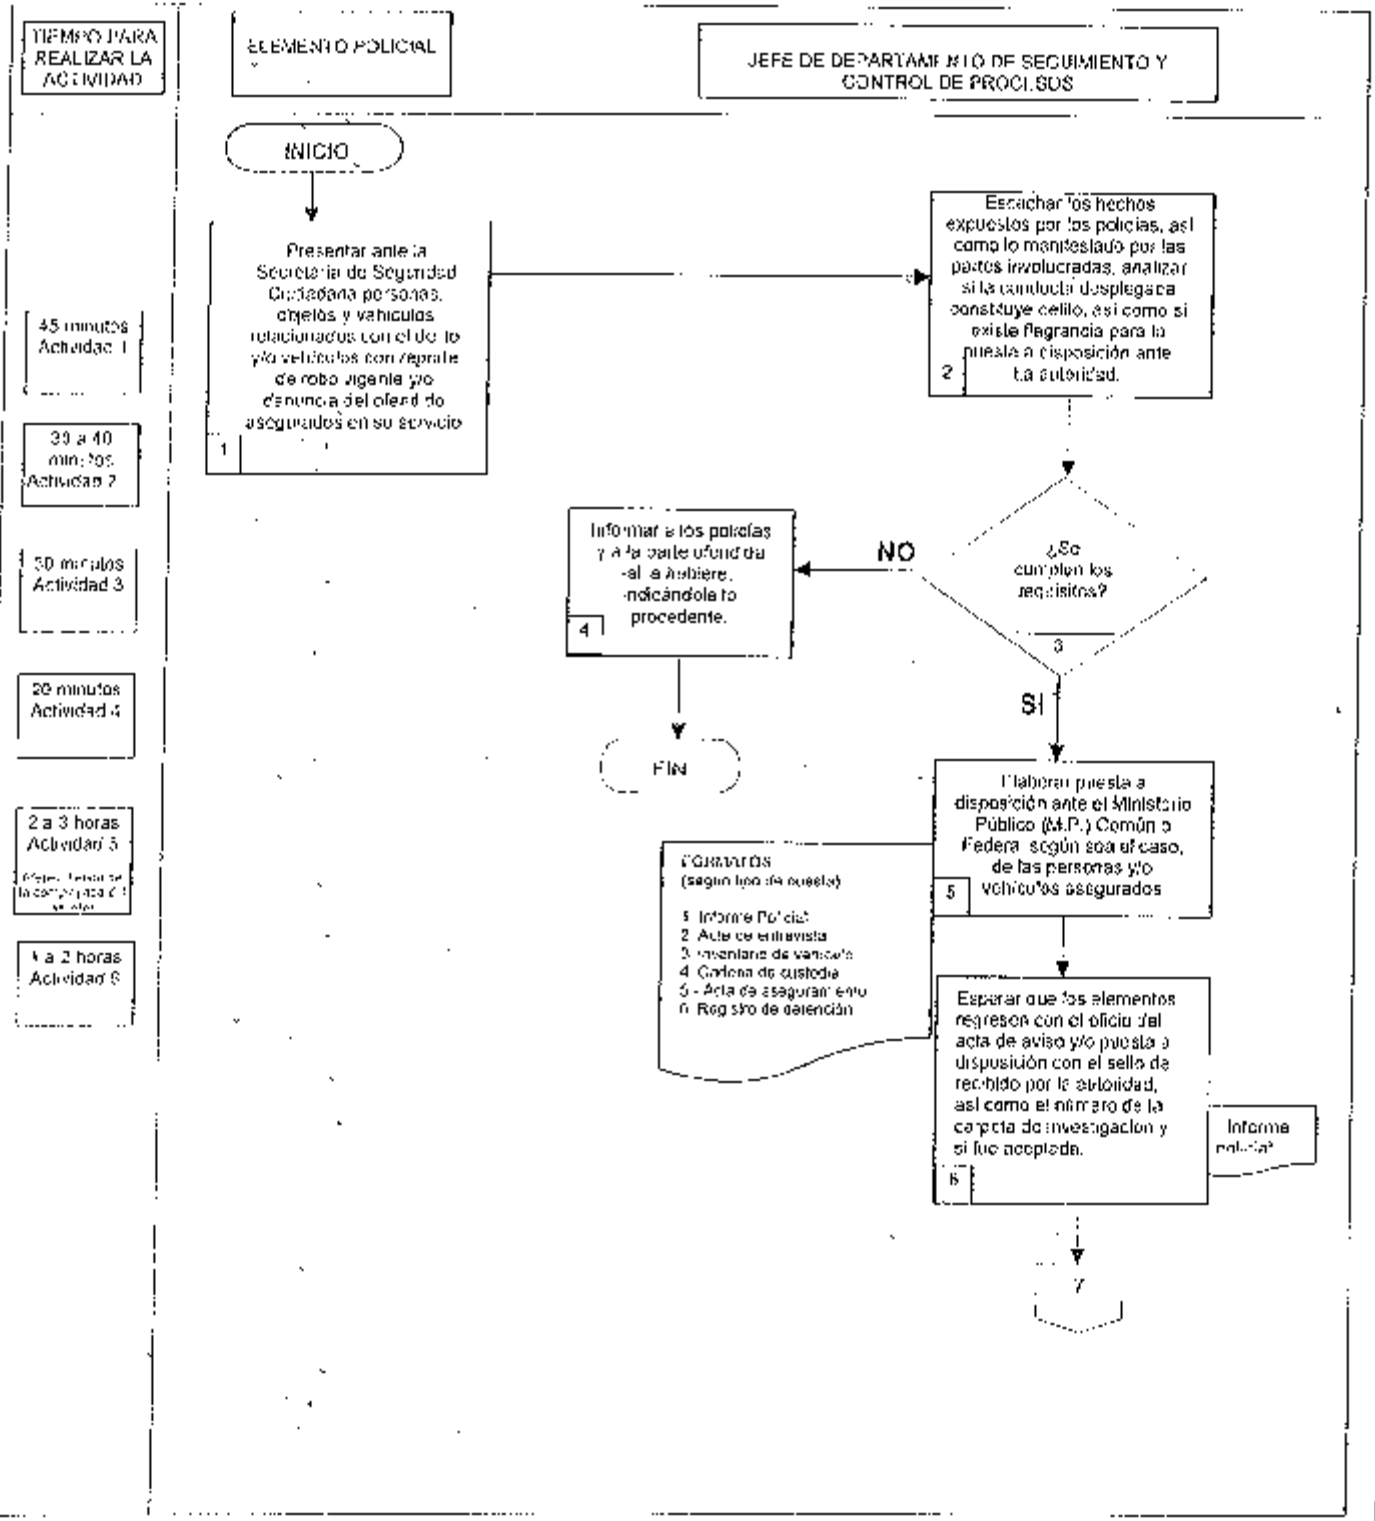 TIEMPO PARA
REALIZAR LA
ACTIVIDAD
ELEMENTO POLICIAL
JEFE DE DEPARTAMENTO DE SEGUIMIENTO Y
CONTROL DE PROCESOS
INICIO
Presentar ante la
Secretaría de Seguridad
Ciudadana personas,
objetos y vehículos
relacionados con el delito
y/o vehículos con reporte
de robo vigente y/o
denuncia del ofendido
asegurados en su servicio
1
Escuchar los hechos
expuestos por los policías, así
como lo manifestado por las
partes involucradas, analizar
si la conducta desplegada
constituye delito, así como si
existe flagrancia para la
puesta a disposición ante
la autoridad.
2
45 minutos
Actividad 1
30 a 40
minutos
Actividad 2
30 minutos
Actividad 3
20 minutos
Actividad 4
2 a 3 horas
Actividad 5
a 2 horas
Actividad 6
¿Se
cumplen los
requisitos?
3
NO
Informar a los policías
y a la parte ofendida
si la hubiere,
indicándole lo
procedente.
4
FIN
SI
Elaborar puesta a
disposición ante el Ministerio
Público (M.P.) Común o
Federal según sea el caso,
de las personas y/o
vehículos asegurados
5
FORMATOS
(según tipo de puesta)
1 Informe Policial
2 Acta de entrevista
3 Inventario de vehículo
4 Cadena de custodia
5 - Acta de aseguramiento
6 Registro de detención
Esperar que los elementos
regresen con el oficio del
acta de aviso y/o puesta a
disposición con el sello de
recibido por la autoridad,
así como el número de la
carpeta de investigación y
si fue aceptada.
6
Informe
policial
7